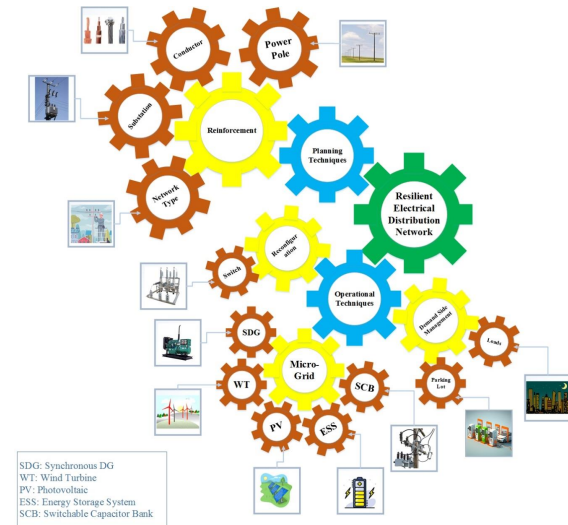 Conductor
Power
Pole
Substation
Reinforcement
Planning
Techniques
Network
Type
Resilient
Electrical
Distribution
Network
Reconfigur
ation
Switch
Operational
Techniques
Demand Side
Management
SDG
Loads
Micro-
Grid
WT
SCB
Parking
Lot
PV
ESS
SDG: Synchronous DG
WT: Wind Turbine
PV: Photovoltaic
ESS: Energy Storage System
SCB: Switchable Capacitor Bank